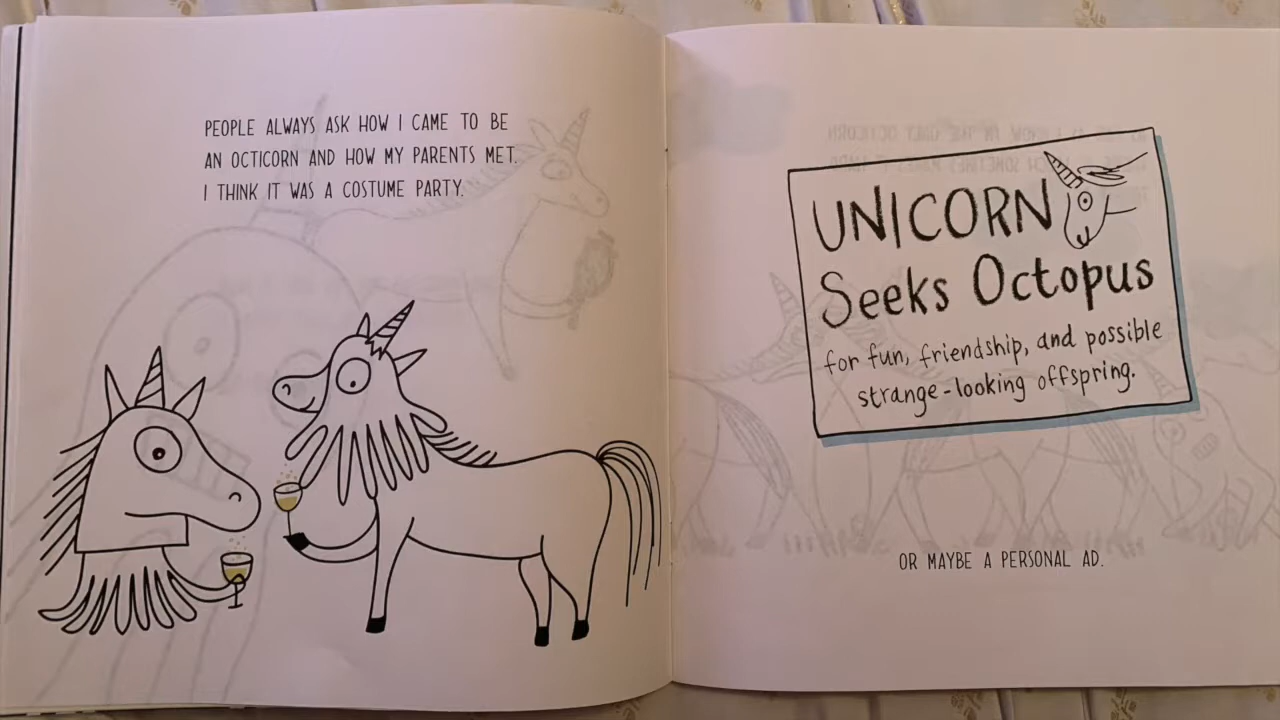 PEOPLE ALWAYS ASK HOW I CAME TO BE
AN OCTICORN AND HOW MY PARENTS MET.
I THINK IT WAS A COSTUME PARTY.
UNICORN
Seeks Octopus
for fun, friendship, and possible
strange-looking offspring.
OR MAYBE A PERSONAL AD.